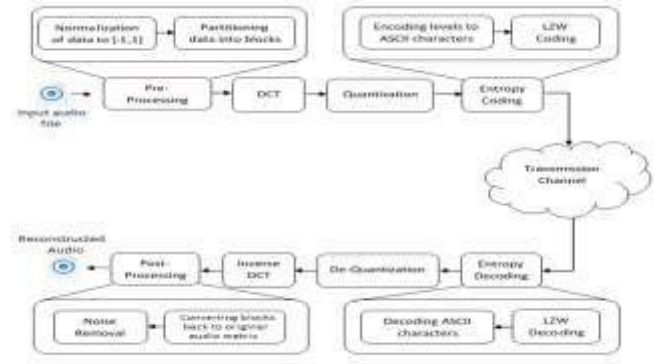 Normalization
of data to [-1,1]
Partitioning
data into blocks
Encoding levels to
ASCII characters
LZW
Coding
Input audio
file
Pre-
Processing
DCT
Quantization
Entropy
Coding
Transmission
Channel
Reconstructed
Audio
Post-
Processing
Inverse
DCT
De-Quantization
Entropy
Decoding
Noise
Removal
Converting blocks
back to original
audio matrix
Decoding ASCII
characters
LZW
Decoding